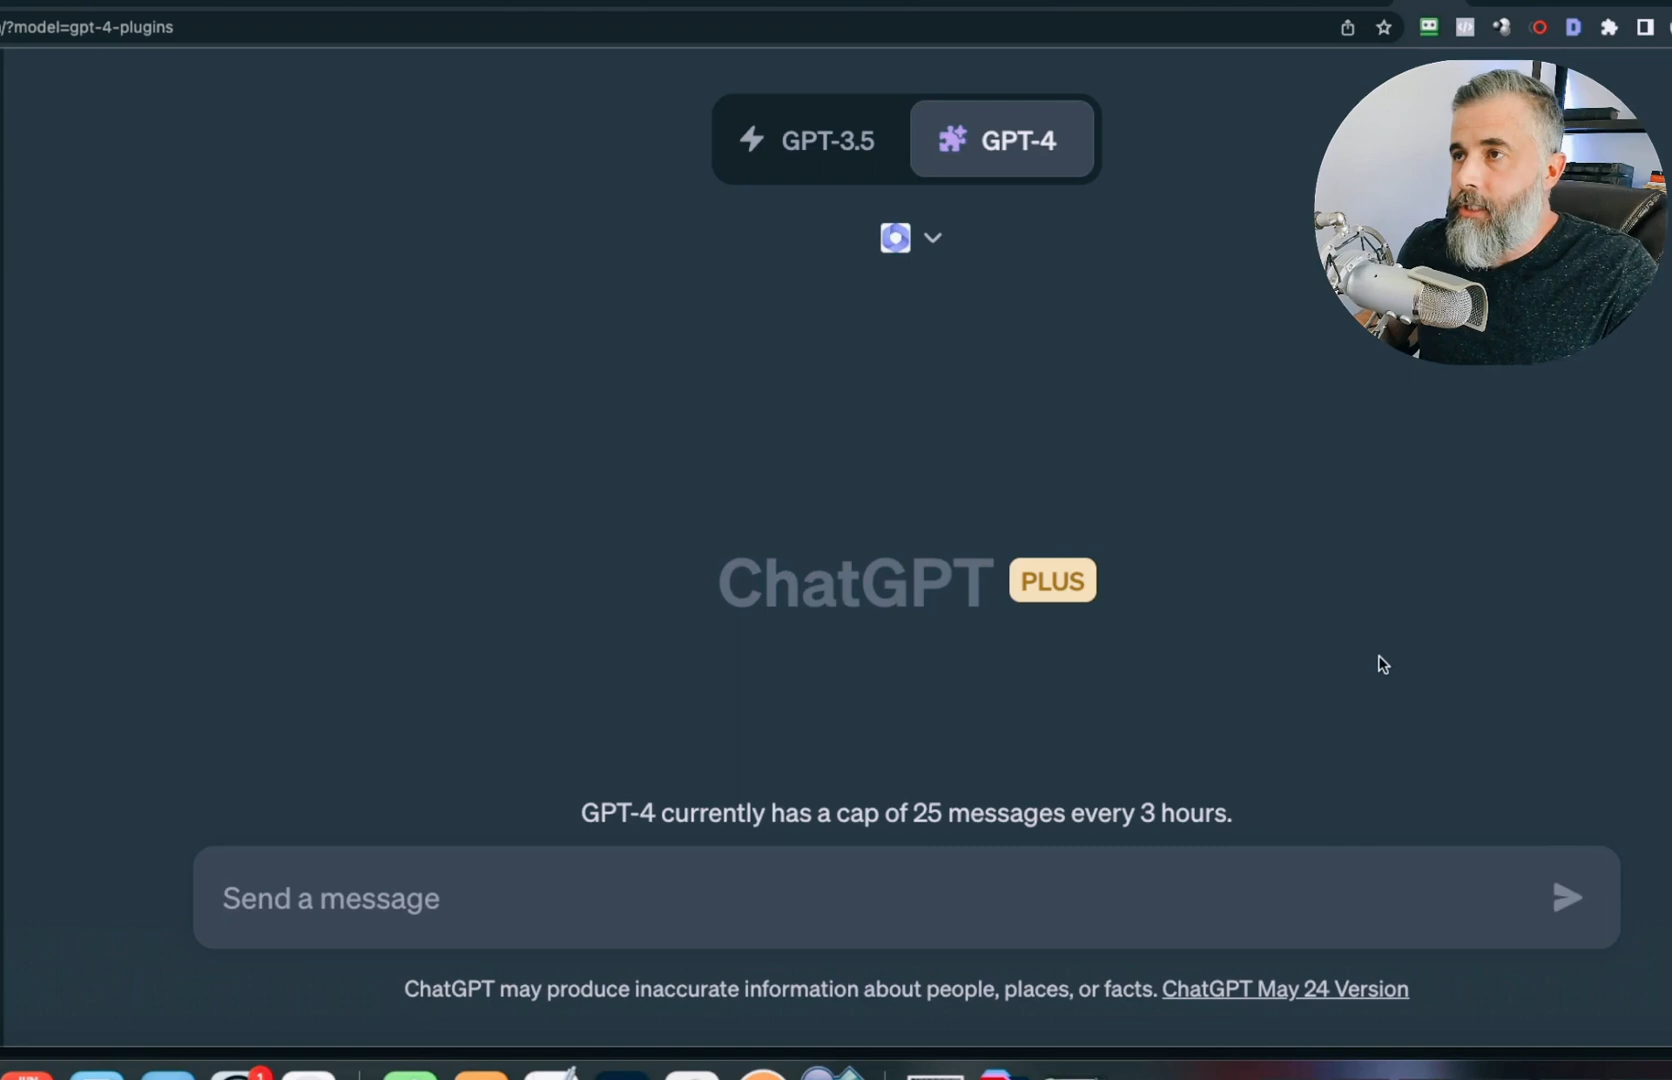 /?model=gpt-4-plugins
GPT-3.5
GPT-4
ChatGPT PLUS
GPT-4 currently has a cap of 25 messages every 3 hours.
Send a message
ChatGPT may produce inaccurate information about people, places, or facts. ChatGPT May 24 Version
1
JUN